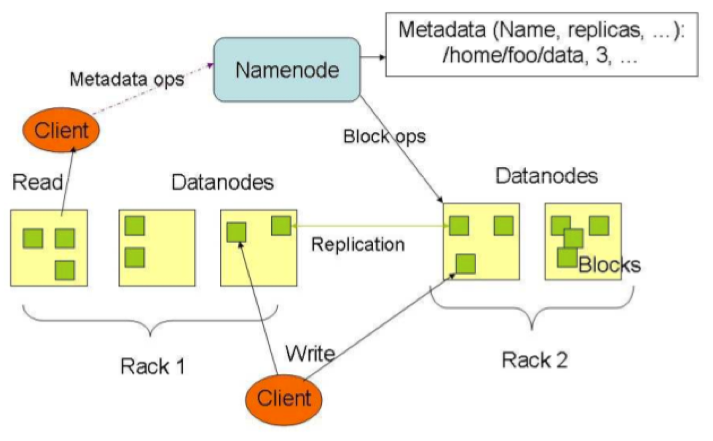 Metadata (Name, replicas, ...):
/home/foo/data, 3, ...
Namenode
Metadata ops
Client
Block ops
Read
Datanodes
Datanodes
Replication
Blocks
Rack 1
Write
Rack 2
Client